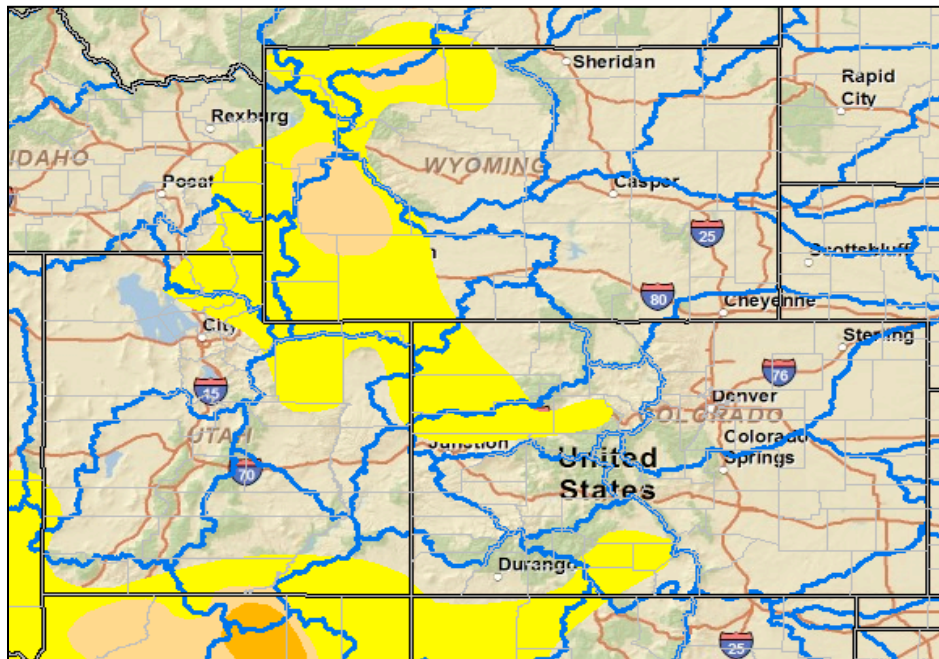 Sheridan
Rapid
City
Rexburg
IDAHO
WYOMING
Pocat
Casper
25
Scottsbluff
80
Cheyenne
City
Sterling
76
15
Denver
COLORADO
UTAH
Junction
Colorado
Springs
70
United
States
Durango
25